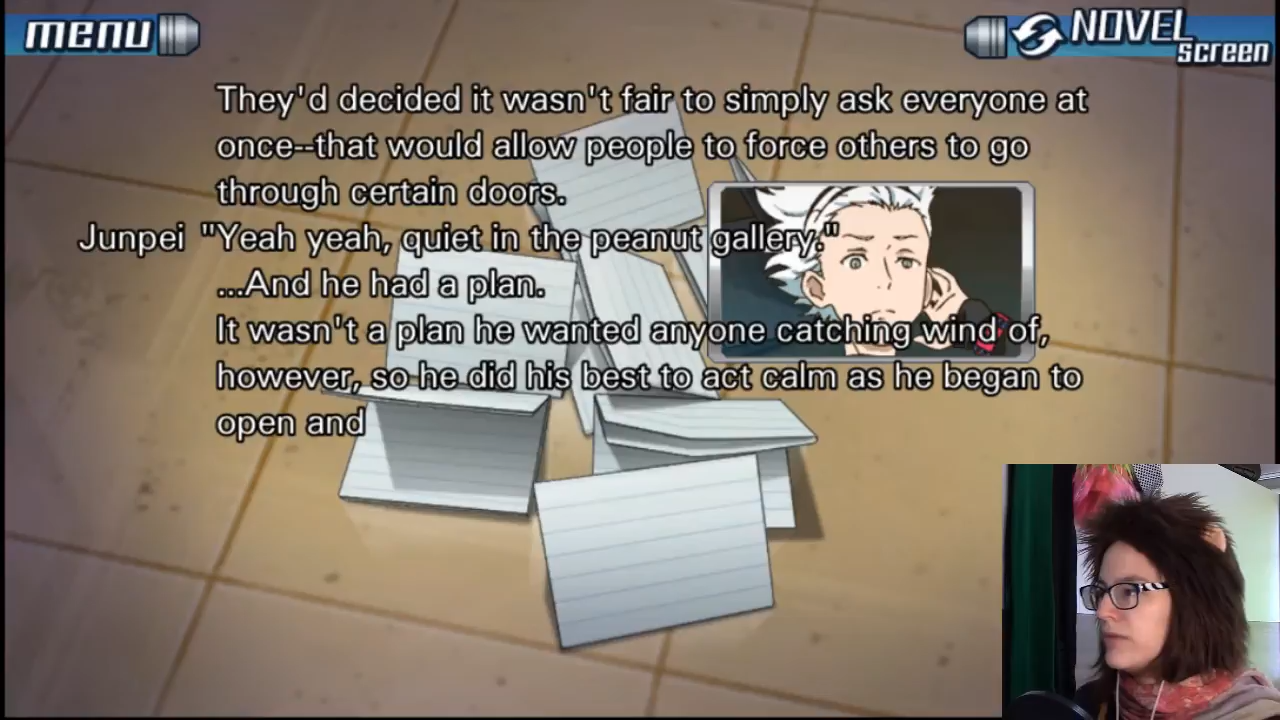 menu
NOVEL
screen
They'd decided it wasn't fair to simply ask everyone at
once--that would allow people to force others to go
through certain doors.
Junpei "Yeah yeah, quiet in the peanut gallery."
...And he had a plan.
It wasn't a plan he wanted anyone catching wind of,
however, so he did his best to act calm as he began to
open and